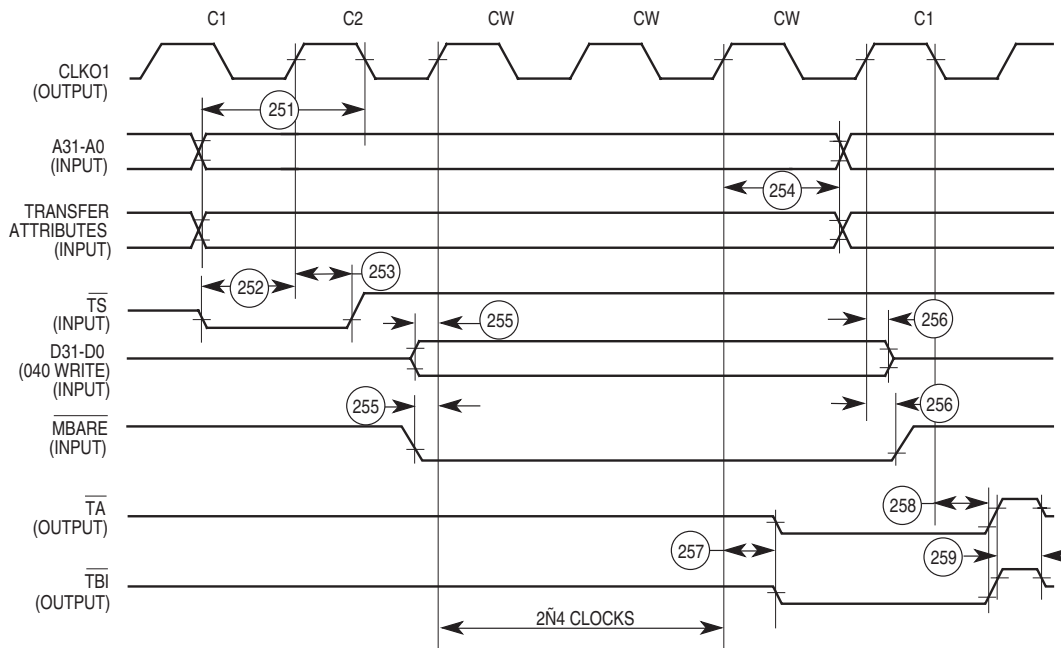 C1 C2 CW CW CW C1
CLKO1
(OUTPUT)
251
A31-A0
(INPUT)
254
TRANSFER
ATTRIBUTES
(INPUT)
252 253
TS
(INPUT)
255 256
D31-D0
(040 WRITE)
(INPUT)
255 256
MBARE
(INPUT)
TA
(OUTPUT)
258
257 259
TBI
(OUTPUT)
2Ñ4 CLOCKS